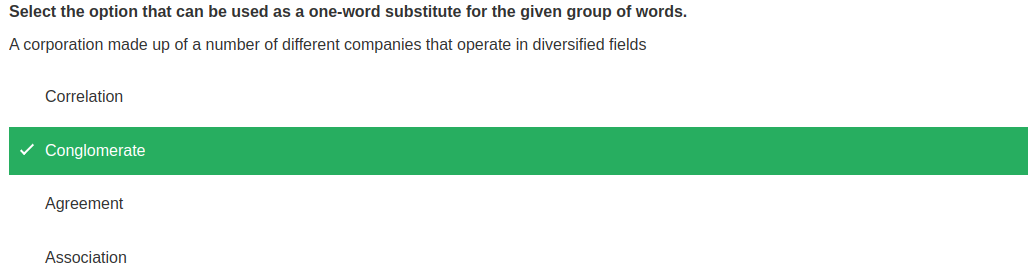 Select the option that can be used as a one-word substitute for the given group of words.
A corporation made up of a number of different companies that operate in diversified fields
Correlation
Conglomerate
Agreement
Association